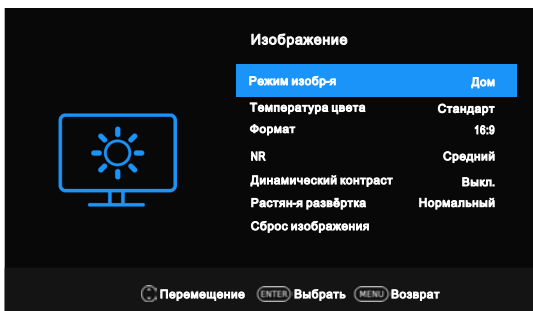 Изображение
Режим изобр-я Дом
Температура цвета Стандарт
Формат 16:9
NR Средний
Динамический контраст Выкл.
Растян-я развёртка Нормальный
Сброс изображения
Перемещение ENTER Выбрать MENU Возврат